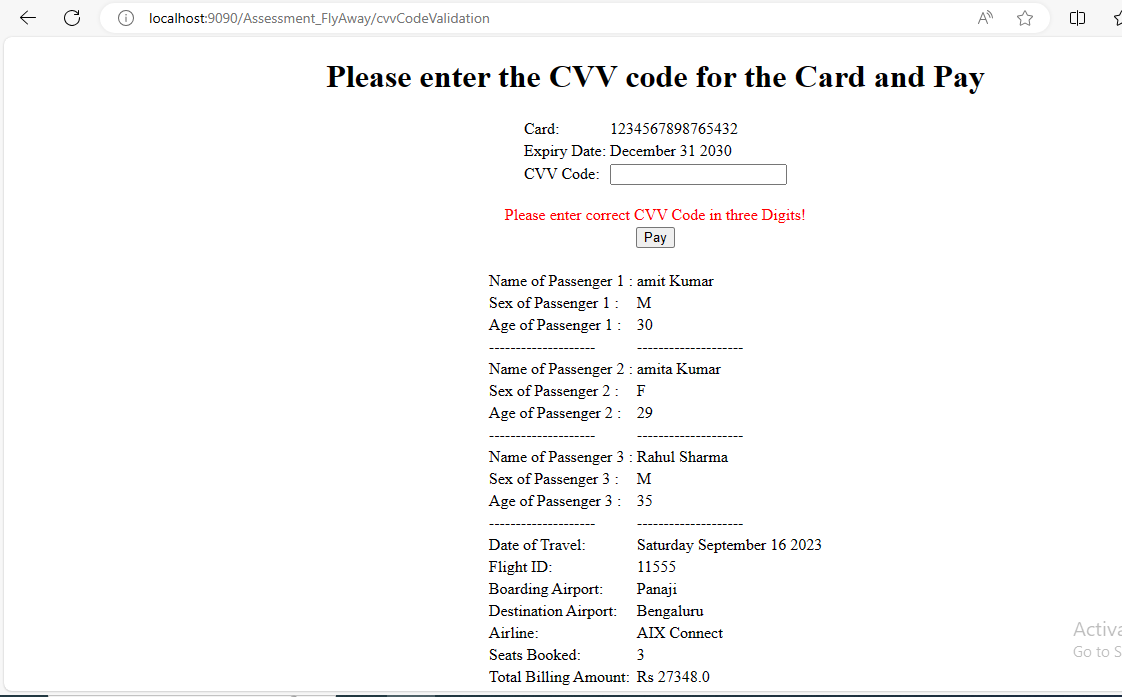 localhost:9090/Assessment_FlyAway/cvvCodeValidation
Please enter the CVV code for the Card and Pay
Card: 1234567898765432
Expiry Date: December 31 2030
CVV Code:
Please enter correct CVV Code in three Digits!
Pay
Name of Passenger 1 : amit Kumar
Sex of Passenger 1 : M
Age of Passenger 1 : 30
-------------------- --------------------
Name of Passenger 2 : amita Kumar
Sex of Passenger 2 : F
Age of Passenger 2 : 29
-------------------- --------------------
Name of Passenger 3 : Rahul Sharma
Sex of Passenger 3 : M
Age of Passenger 3 : 35
-------------------- --------------------
Date of Travel: Saturday September 16 2023
Flight ID: 11555
Boarding Airport: Panaji
Destination Airport: Bengaluru
Airline: AIX Connect
Activa
Seats Booked: 3
Go to S
Total Billing Amount: Rs 27348.0